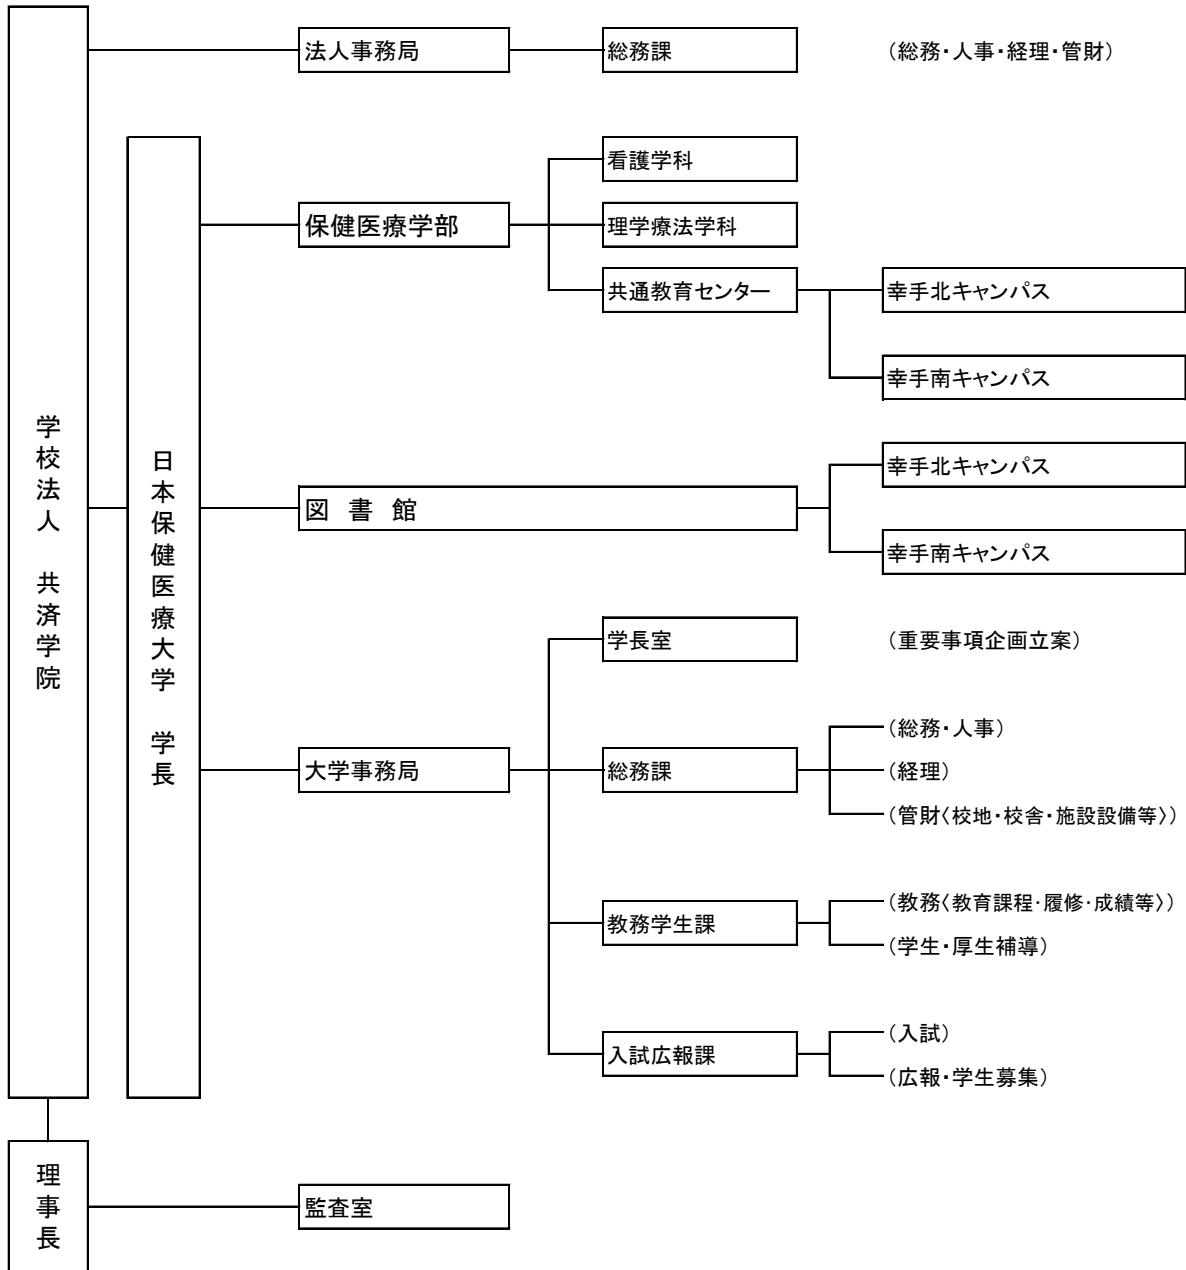 学校法人　共済学院
法人事務局
総務課
（総務・人事・経理・管財）
日本保健医療大学　学長
保健医療学部
看護学科
理学療法学科
共通教育センター
幸手北キャンパス
幸手南キャンパス
図　書　館
幸手北キャンパス
幸手南キャンパス
大学事務局
学長室
（重要事項企画立案）
総務課
（総務・人事）
（経理）
（管財〈校地・校舎・施設設備等〉）
教務学生課
（教務〈教育課程・履修・成績等〉）
（学生・厚生補導）
入試広報課
（入試）
（広報・学生募集）
理事長
監査室